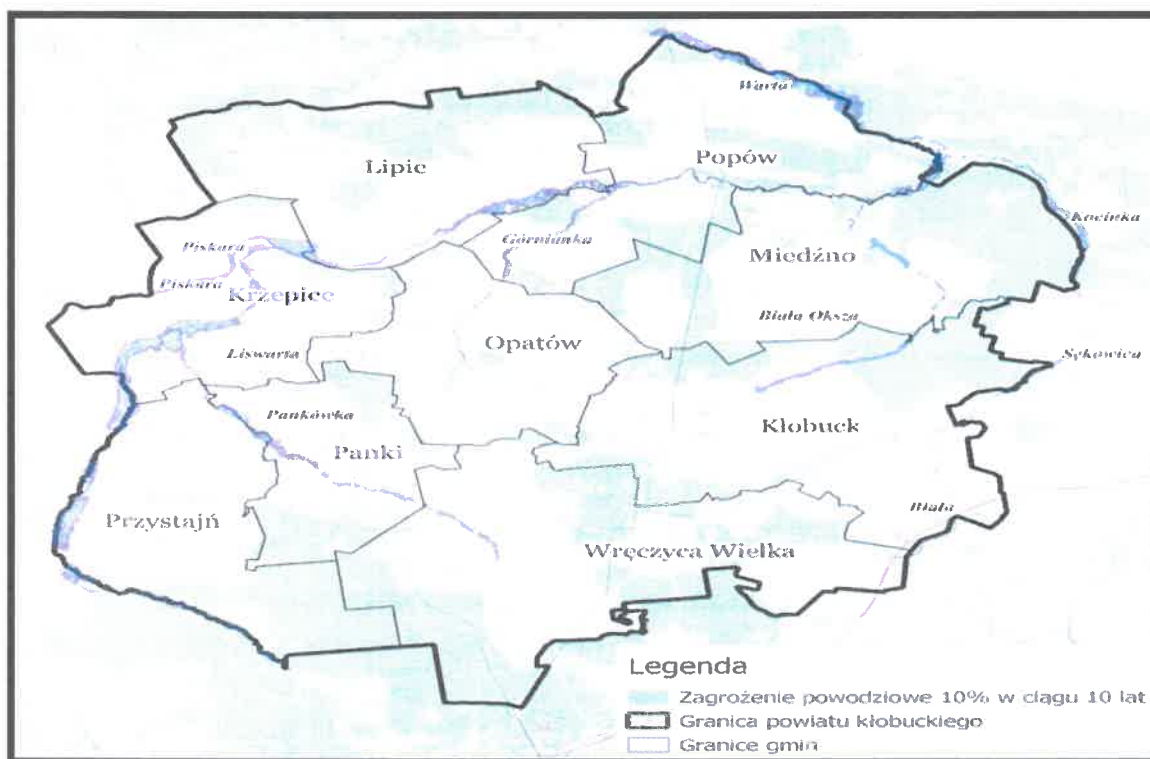 Warta
Lipie
Popów
Kocinka
Piskara
Górnianka
Miedźno
Piskara
Krzepice
Biała Oksza
Liswarta
Opatów
Sękowica
Pankówka
Kłobuck
Panki
Przystajń
Biała
Wręczyca Wielka
Legenda
Zagrożenie powodziowe 10% w ciągu 10 lat
Granica powiatu kłobuckiego
Granice gmin